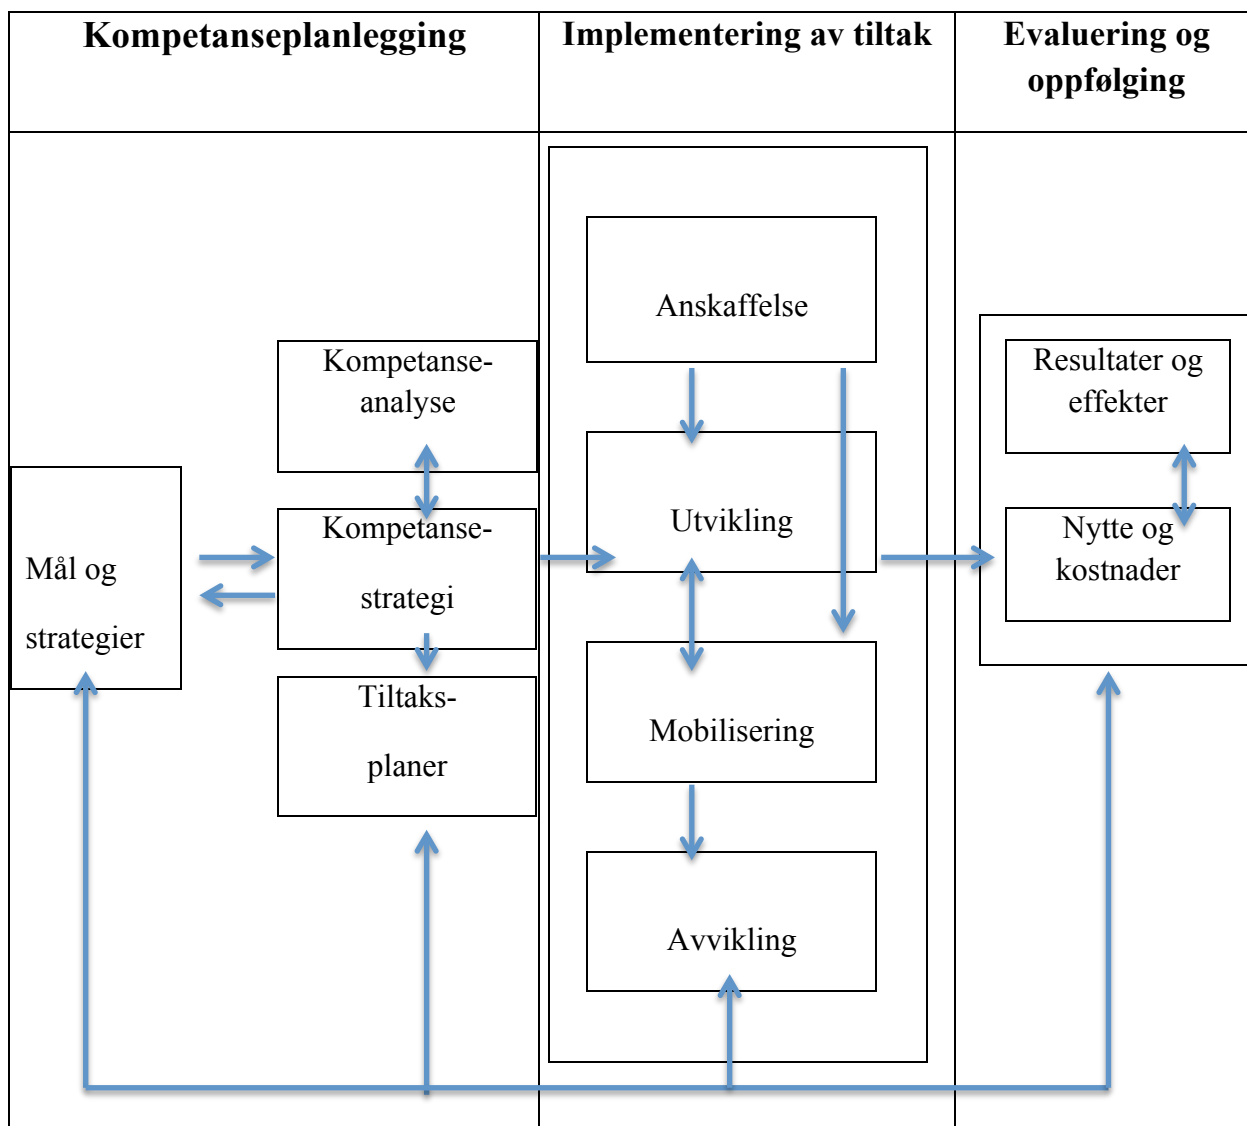 Kompetanseplanlegging
Implementering av tiltak
Evaluering og
oppfølging
Mål og
strategier
Kompetanse-
analyse
Kompetanse-
strategi
Tiltaks-
planer
Anskaffelse
Utvikling
Mobilisering
Avvikling
Resultater og
effekter
Nytte og
kostnader